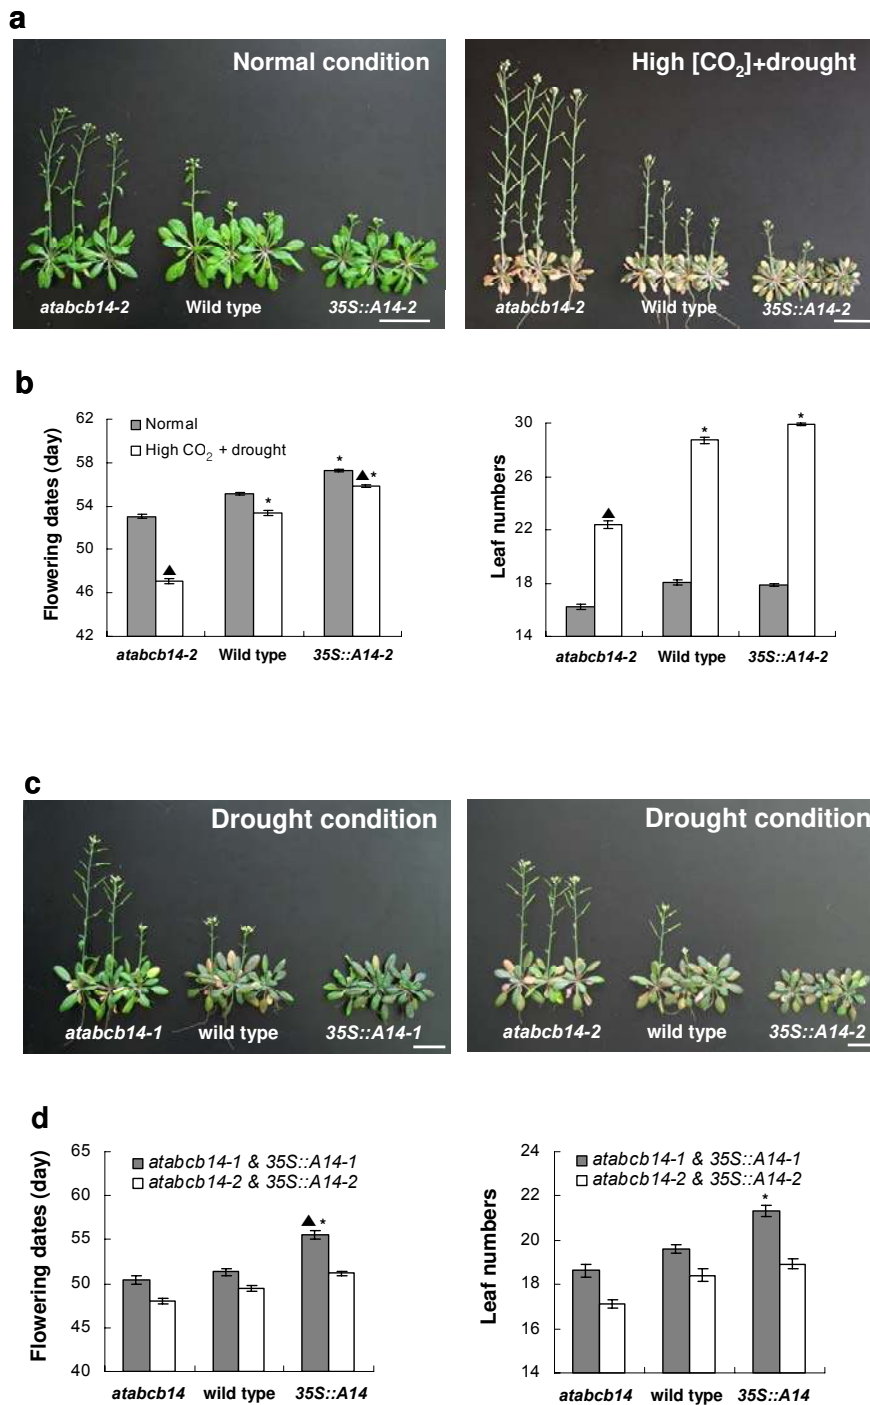 a
Normal condition
atabcb14-2 Wild type 35S::A14-2
High [CO2]+drought
atabcb14-2 Wild type 35S::A14-2
b
Flowering dates (day)
62
58
54
50
46
42
Normal
High CO2 + drought
*
▲*
*
▲
atabcb14-2 Wild type 35S::A14-2
Leaf numbers
30
26
22
18
14
▲
*
*
atabcb14-2 Wild type 35S::A14-2
c
Drought condition
atabcb14-1 wild type 35S::A14-1
Drought condition
atabcb14-2 wild type 35S::A14-2
d
Flowering dates (day)
65
60
55
50
45
40
atabcb14-1 & 35S::A14-1
atabcb14-2 & 35S::A14-2
▲*
atabcb14 wild type 35S::A14
Leaf numbers
24
22
20
18
16
14
atabcb14-1 & 35S::A14-1
atabcb14-2 & 35S::A14-2
*
atabcb14 wild type 35S::A14